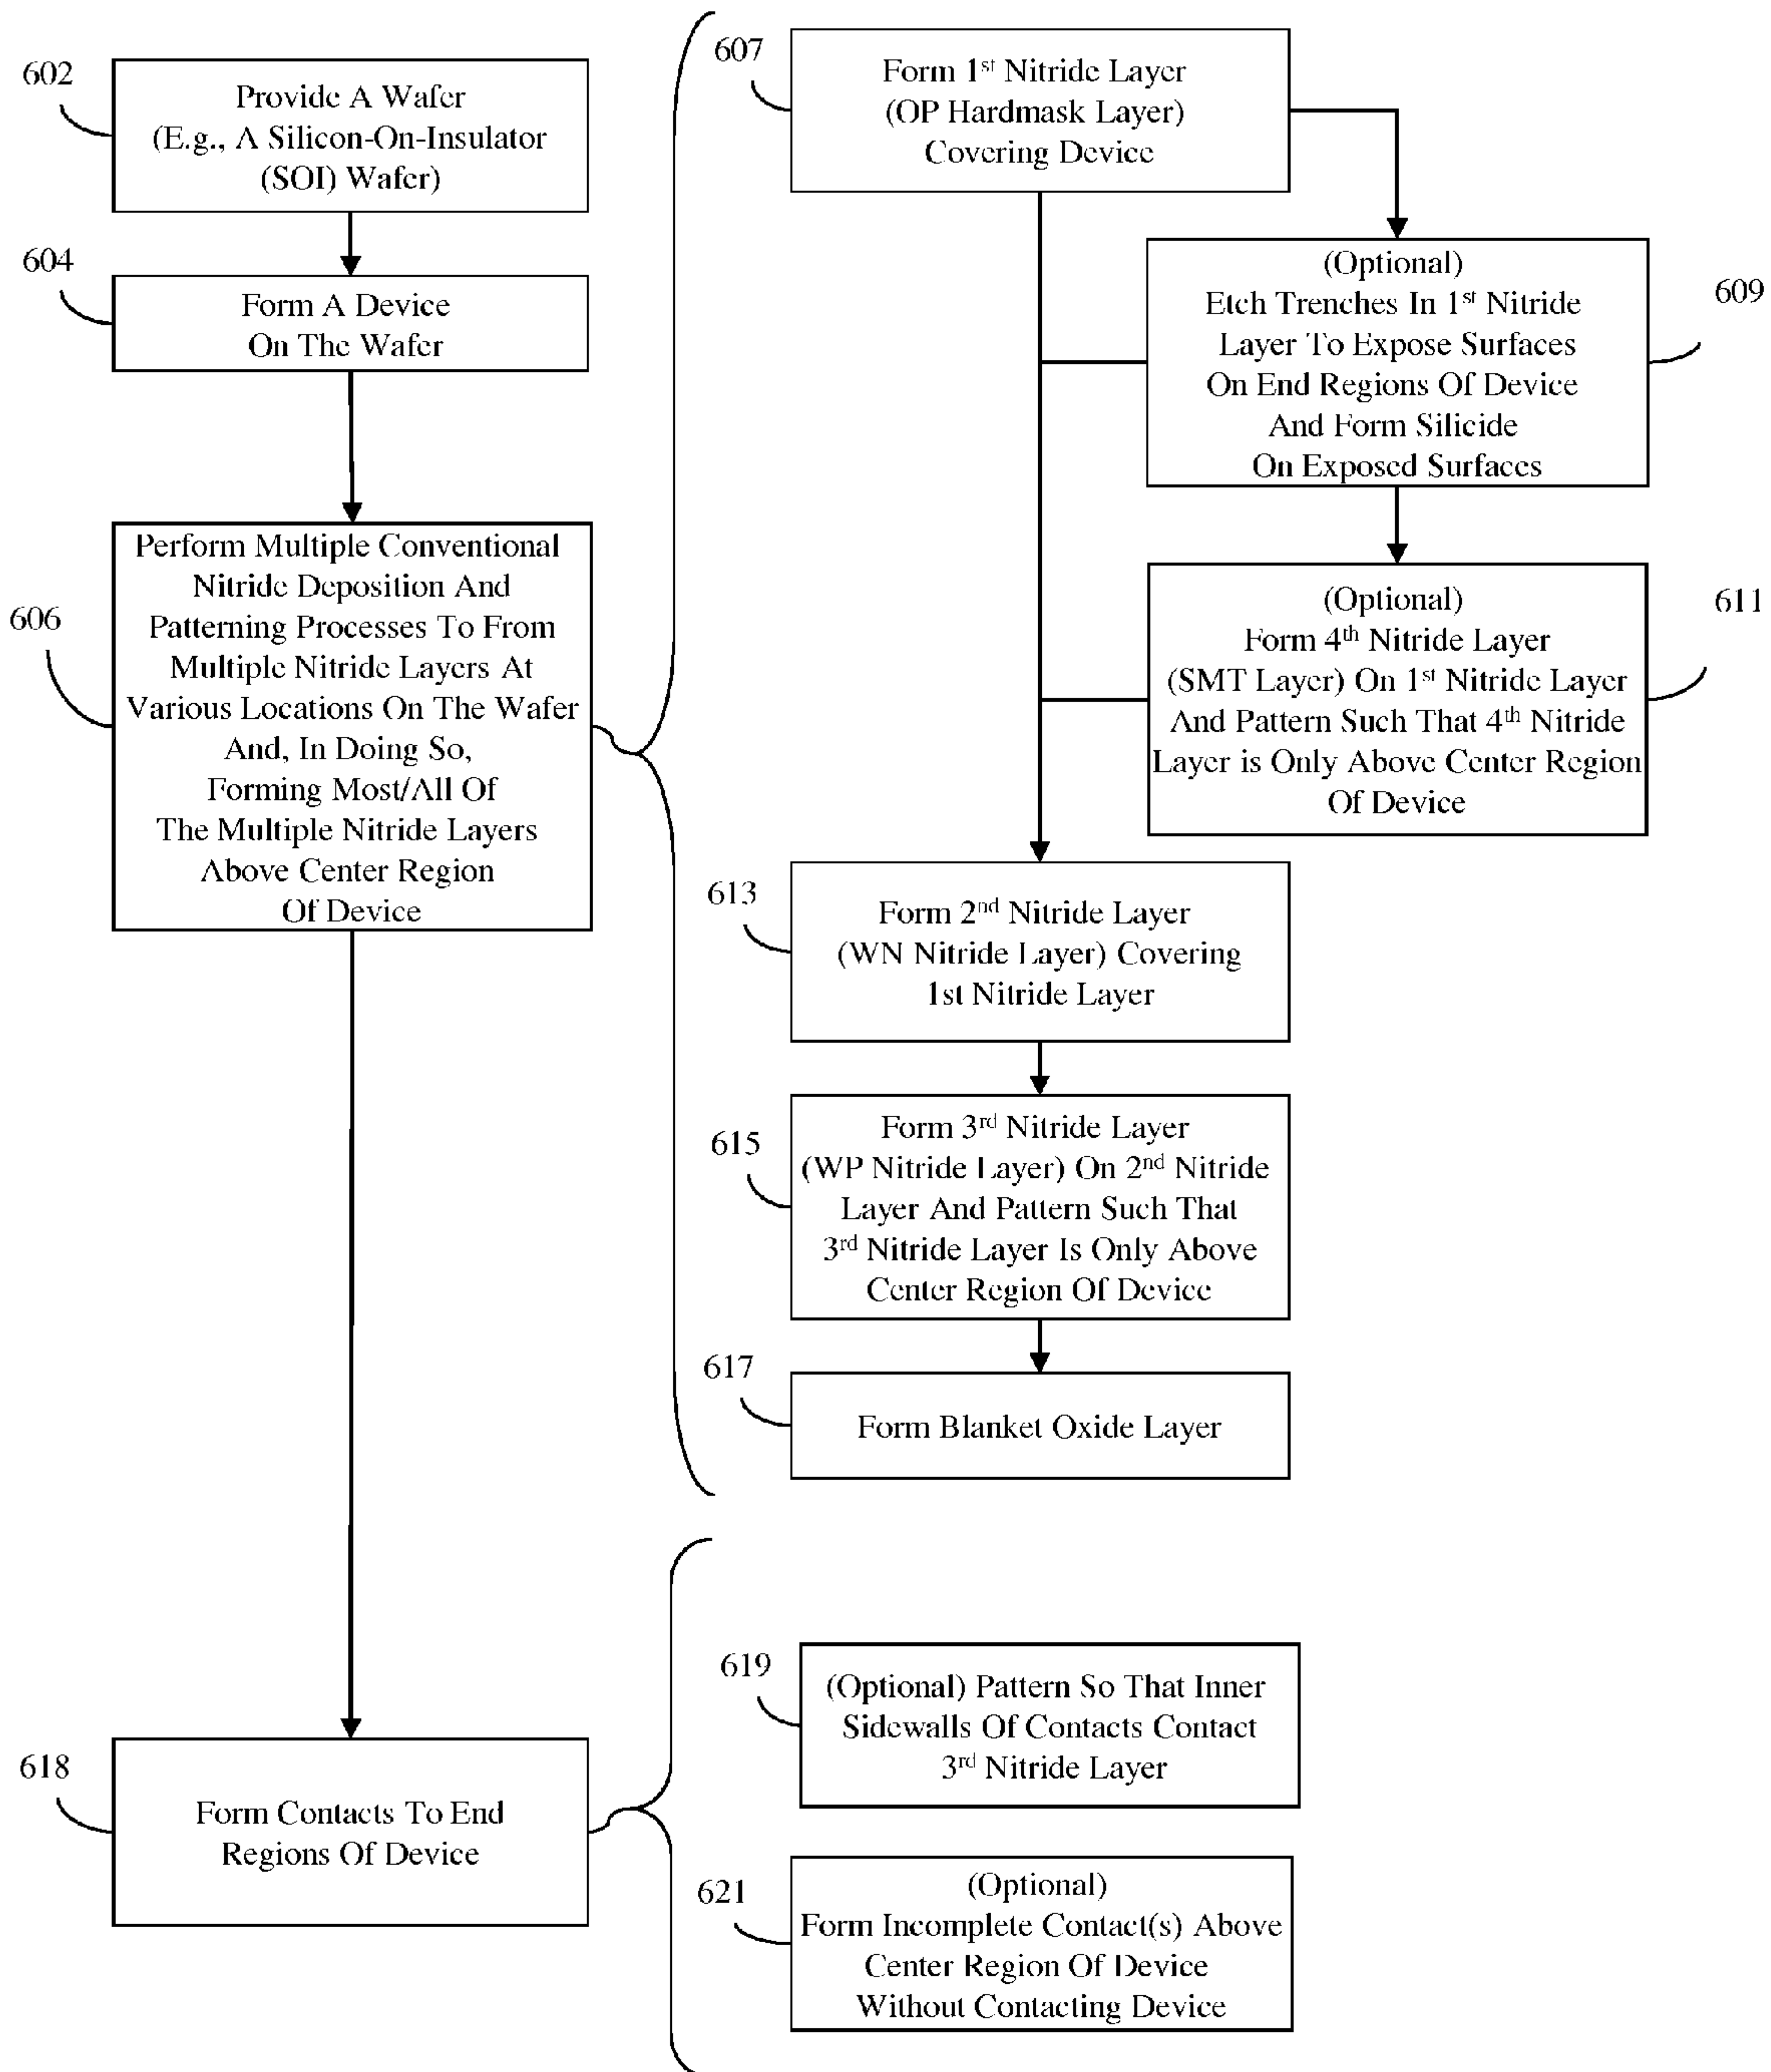 602
Provide A Wafer
(E.g., A Silicon-On-Insulator
(SOI) Wafer)
604
Form A Device
On The Wafer
606
Perform Multiple Conventional
Nitride Deposition And
Patterning Processes To From
Multiple Nitride Layers At
Various Locations On The Wafer
And, In Doing So,
Forming Most/All Of
The Multiple Nitride Layers
Above Center Region
Of Device
607
Form 1st Nitride Layer
(OP Hardmask Layer)
Covering Device
609
(Optional)
Etch Trenches In 1st Nitride
Layer To Expose Surfaces
On End Regions Of Device
And Form Silicide
On Exposed Surfaces
611
(Optional)
Form 4th Nitride Layer
(SMT Layer) On 1st Nitride Layer
And Pattern Such That 4th Nitride
Layer is Only Above Center Region
Of Device
613
Form 2nd Nitride Layer
(WN Nitride Layer) Covering
1st Nitride Layer
615
Form 3rd Nitride Layer
(WP Nitride Layer) On 2nd Nitride
Layer And Pattern Such That
3rd Nitride Layer Is Only Above
Center Region Of Device
617
Form Blanket Oxide Layer
618
Form Contacts To End
Regions Of Device
619
(Optional) Pattern So That Inner
Sidewalls Of Contacts Contact
3rd Nitride Layer
621
(Optional)
Form Incomplete Contact(s) Above
Center Region Of Device
Without Contacting Device